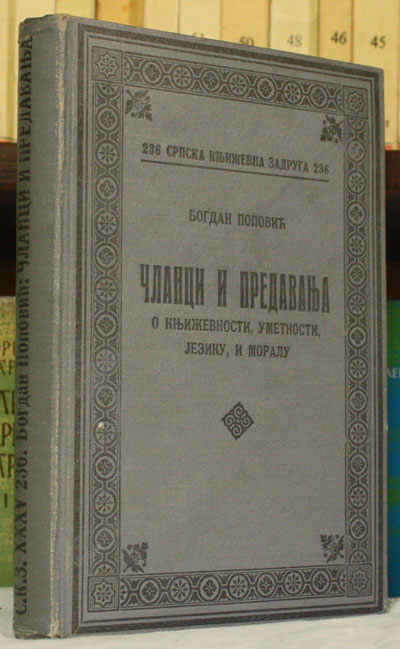 50
48
46
45
236 СРПСКА КЊИЖЕВНА ЗАДРУГА 236
БОГДАН ПОПОВИЋ
ЧЛАНЦИ И ПРЕДАВАЊА
О КЊИЖЕВНОСТИ, УМЕТНОСТИ,
ЈЕЗИКУ, И МОРАЛУ
С.К.З. XXXV 236. БОГДАН ПОПОВИЋ: ЧЛАНЦИ И ПРЕДАВАЊА